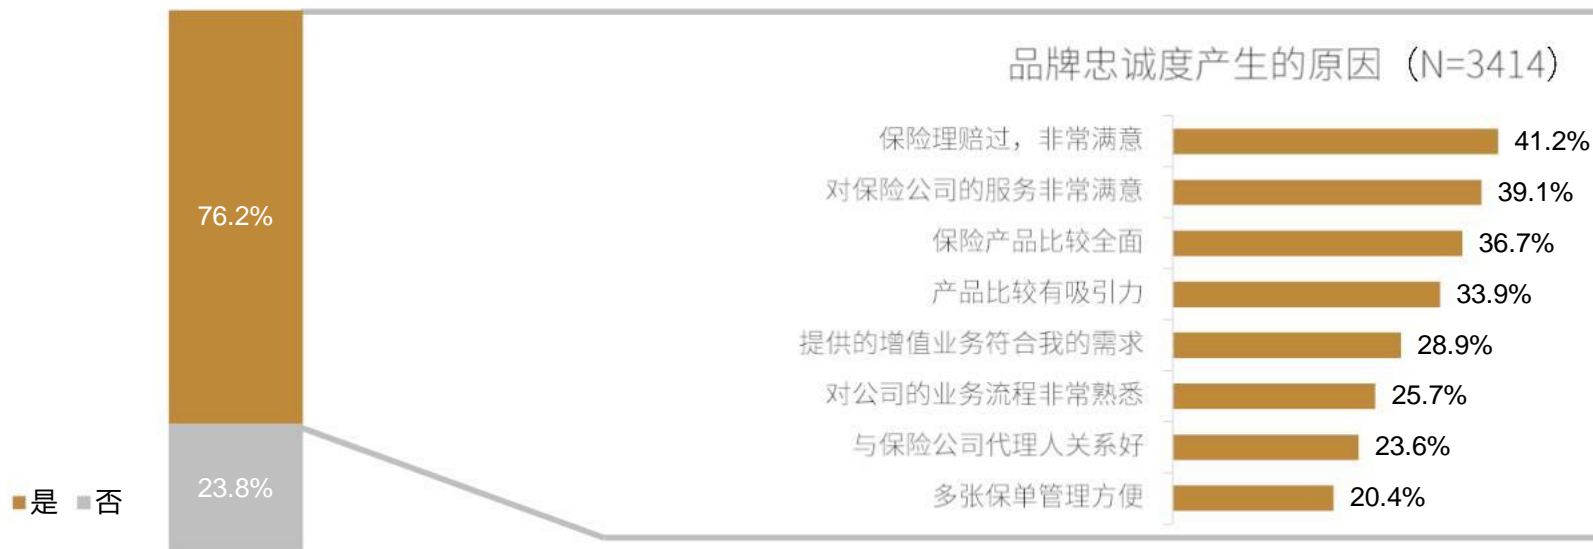 76.2%
23.8%
是 否
品牌忠诚度产生的原因（N=3414）
保险理赔过，非常满意 41.2%
对保险公司的服务非常满意 39.1%
保险产品比较全面 36.7%
产品比较有吸引力 33.9%
提供的增值业务符合我的需求 28.9%
对公司的业务流程非常熟悉 25.7%
与保险公司代理人关系好 23.6%
多张保单管理方便 20.4%